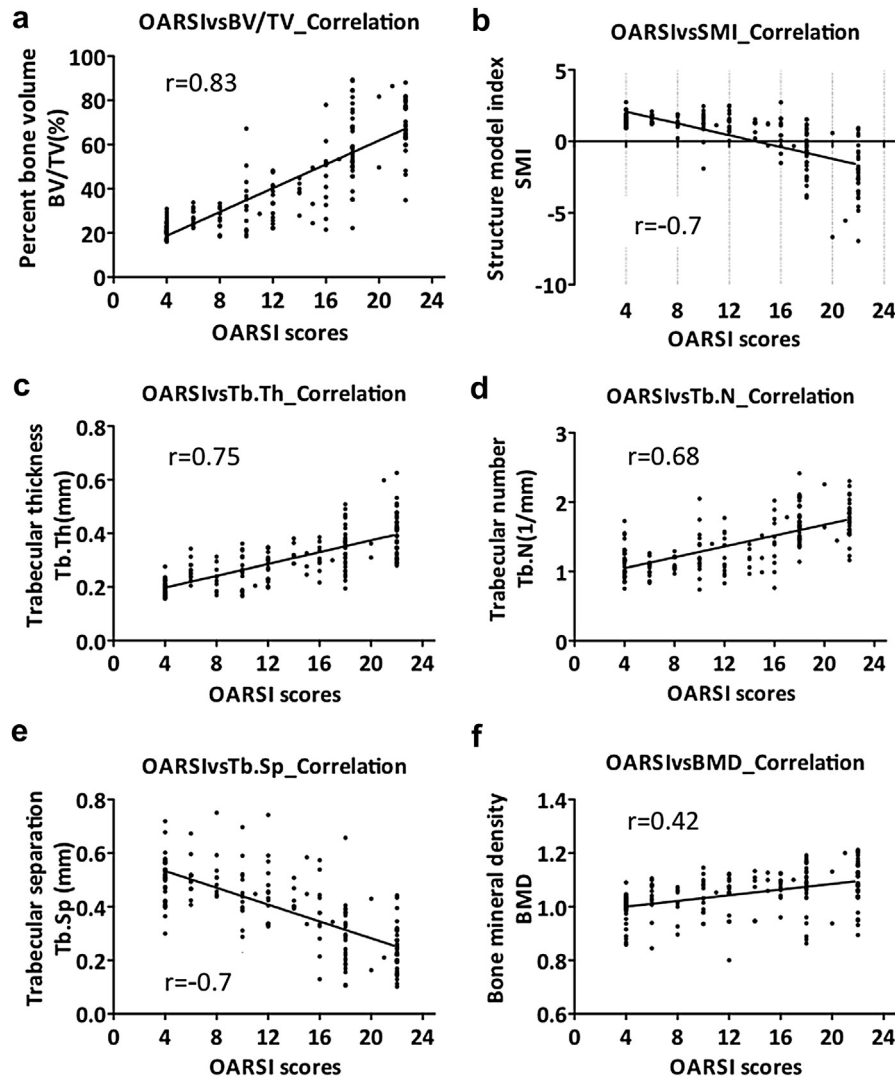 a
OARSIvsBV/TV_Correlation
r=0.83
Percent bone volume
BV/TV(%)
100
80
60
40
20
0
0 4 8 12 16 20 24
OARSI scores
b
OARSIvsSMI_Correlation
Structure model index
SMI
5
0
-5
-10
r=-0.7
4 8 12 16 20 24
OARSI scores
c
OARSIvsTb.Th_Correlation
r=0.75
Trabecular thickness
Tb.Th(mm)
0.8
0.6
0.4
0.2
0.0
0 4 8 12 16 20 24
OARSI scores
d
OARSIvsTb.N_Correlation
r=0.68
Trabecular number
Tb.N(1/mm)
3
2
1
0
0 4 8 12 16 20 24
OARSI scores
e
OARSIvsTb.Sp_Correlation
Trabecular separation
Tb.Sp (mm)
0.8
0.6
0.4
0.2
0.0
r=-0.7
0 4 8 12 16 20 24
OARSI scores
f
OARSIvsBMD_Correlation
r=0.42
Bone mineral density
BMD
1.4
1.2
1.0
0.8
0.6
0 4 8 12 16 20 24
OARSI scores